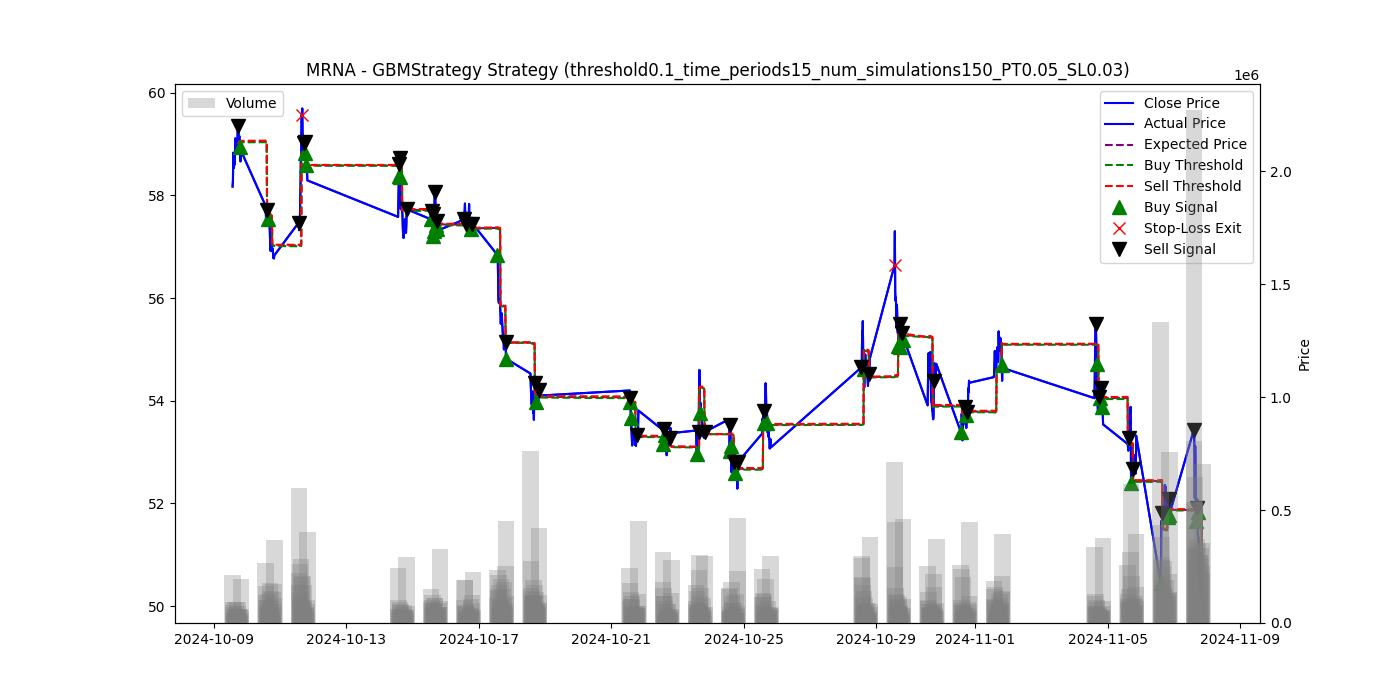 MRNA - GBMStrategy Strategy (threshold0.1_time_periods15_num_simulations150_PT0.05_SL0.03)
1e6
Volume
Close Price
Actual Price
Expected Price
Buy Threshold
Sell Threshold
Buy Signal
Stop-Loss Exit
Sell Signal
60
58
56
54
52
50
2.0
1.5
1.0
0.5
0.0
Price
2024-10-09
2024-10-13
2024-10-17
2024-10-21
2024-10-25
2024-10-29
2024-11-01
2024-11-05
2024-11-09